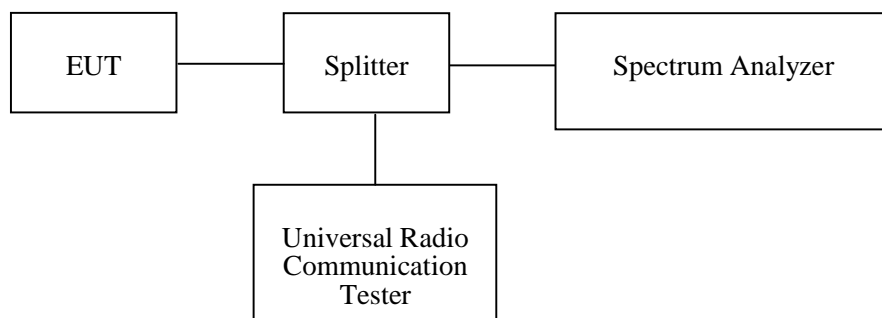 EUT
Splitter
Spectrum Analyzer
Universal Radio
Communication
Tester